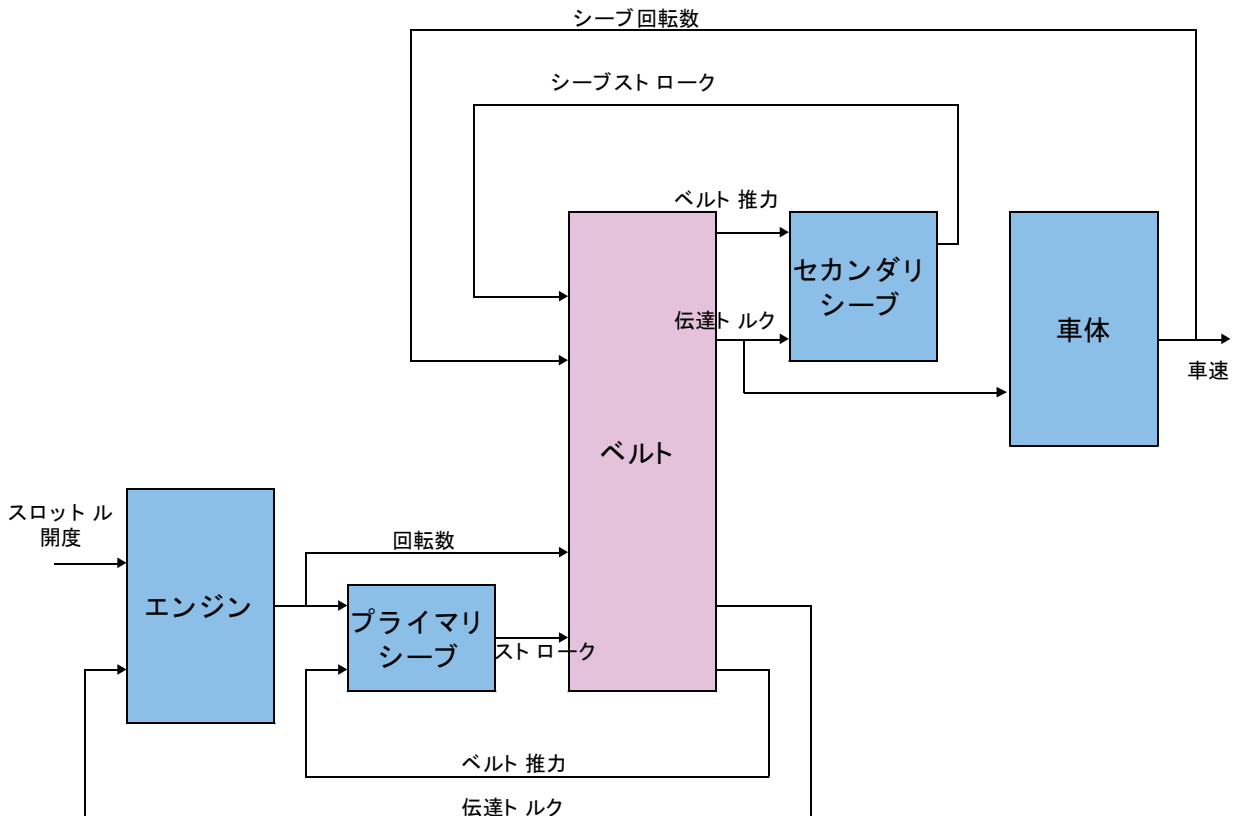 シーブ回転数
シーブストローク
ベルト推力
セカンダリ
シーブ
伝達トルク
車体
車速
ベルト
スロットル
開度
回転数
エンジン
プライマリ
シーブ
ストローク
ベルト推力
伝達トルク